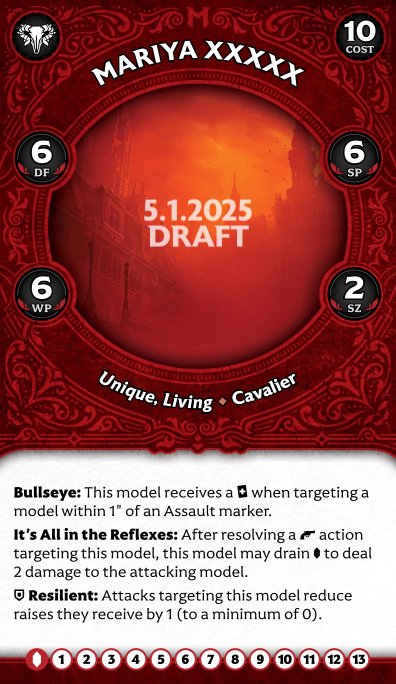 10
COST
MARIYA XXXXX
6
DF
6
SP
5.1.2025
DRAFT
6
WP
2
SZ
Unique, Living ⬥ Cavalier
Bullseye: This model receives a when targeting a
model within 1" of an Assault marker.
It's All in the Reflexes: After resolving a action
targeting this model, this model may drain to deal
2 damage to the attacking model.
Resilient: Attacks targeting this model reduce
raises they receive by 1 (to a minimum of 0).
1 2 3 4 5 6 7 8 9 10 11 12 13